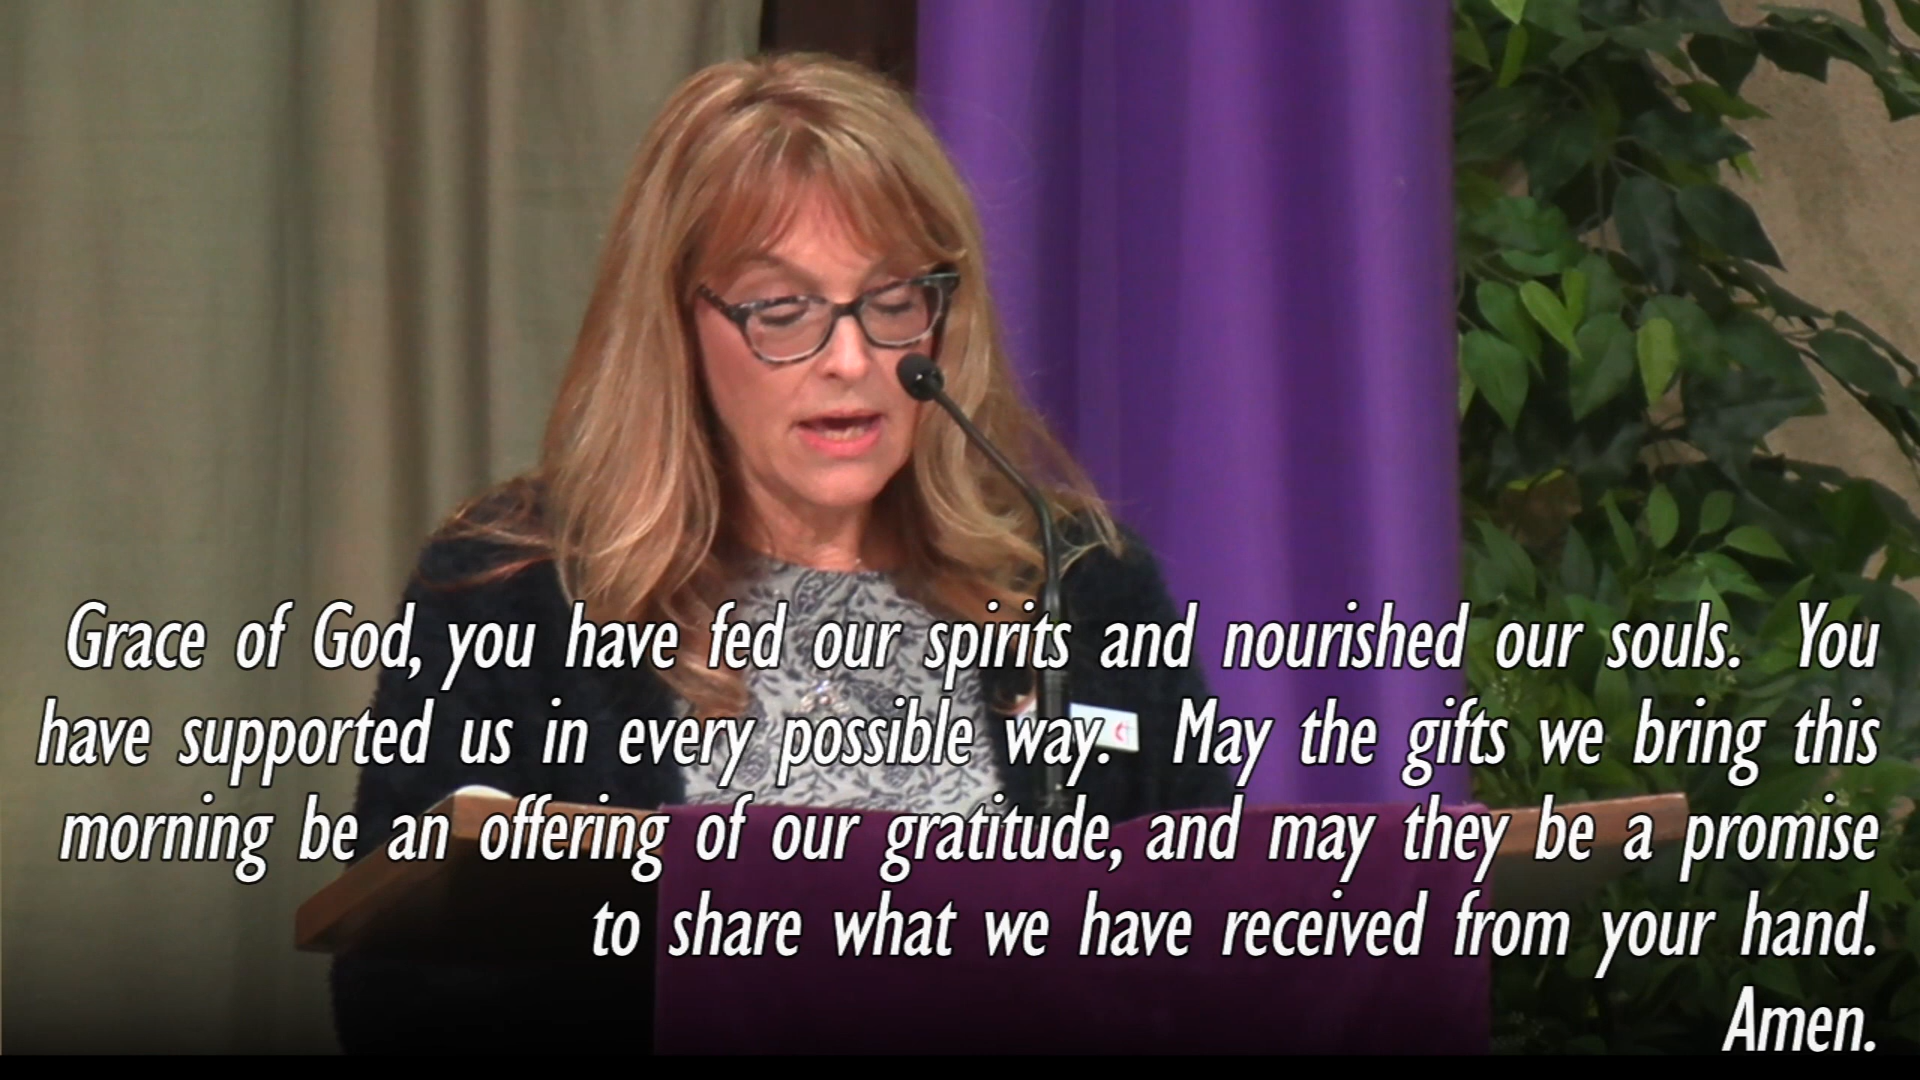 Grace of God, you have fed our spirits and nourished our souls. You
have supported us in every possible way. May the gifts we bring this
morning be an offering of our gratitude, and may they be a promise
to share what we have received from your hand.
Amen.